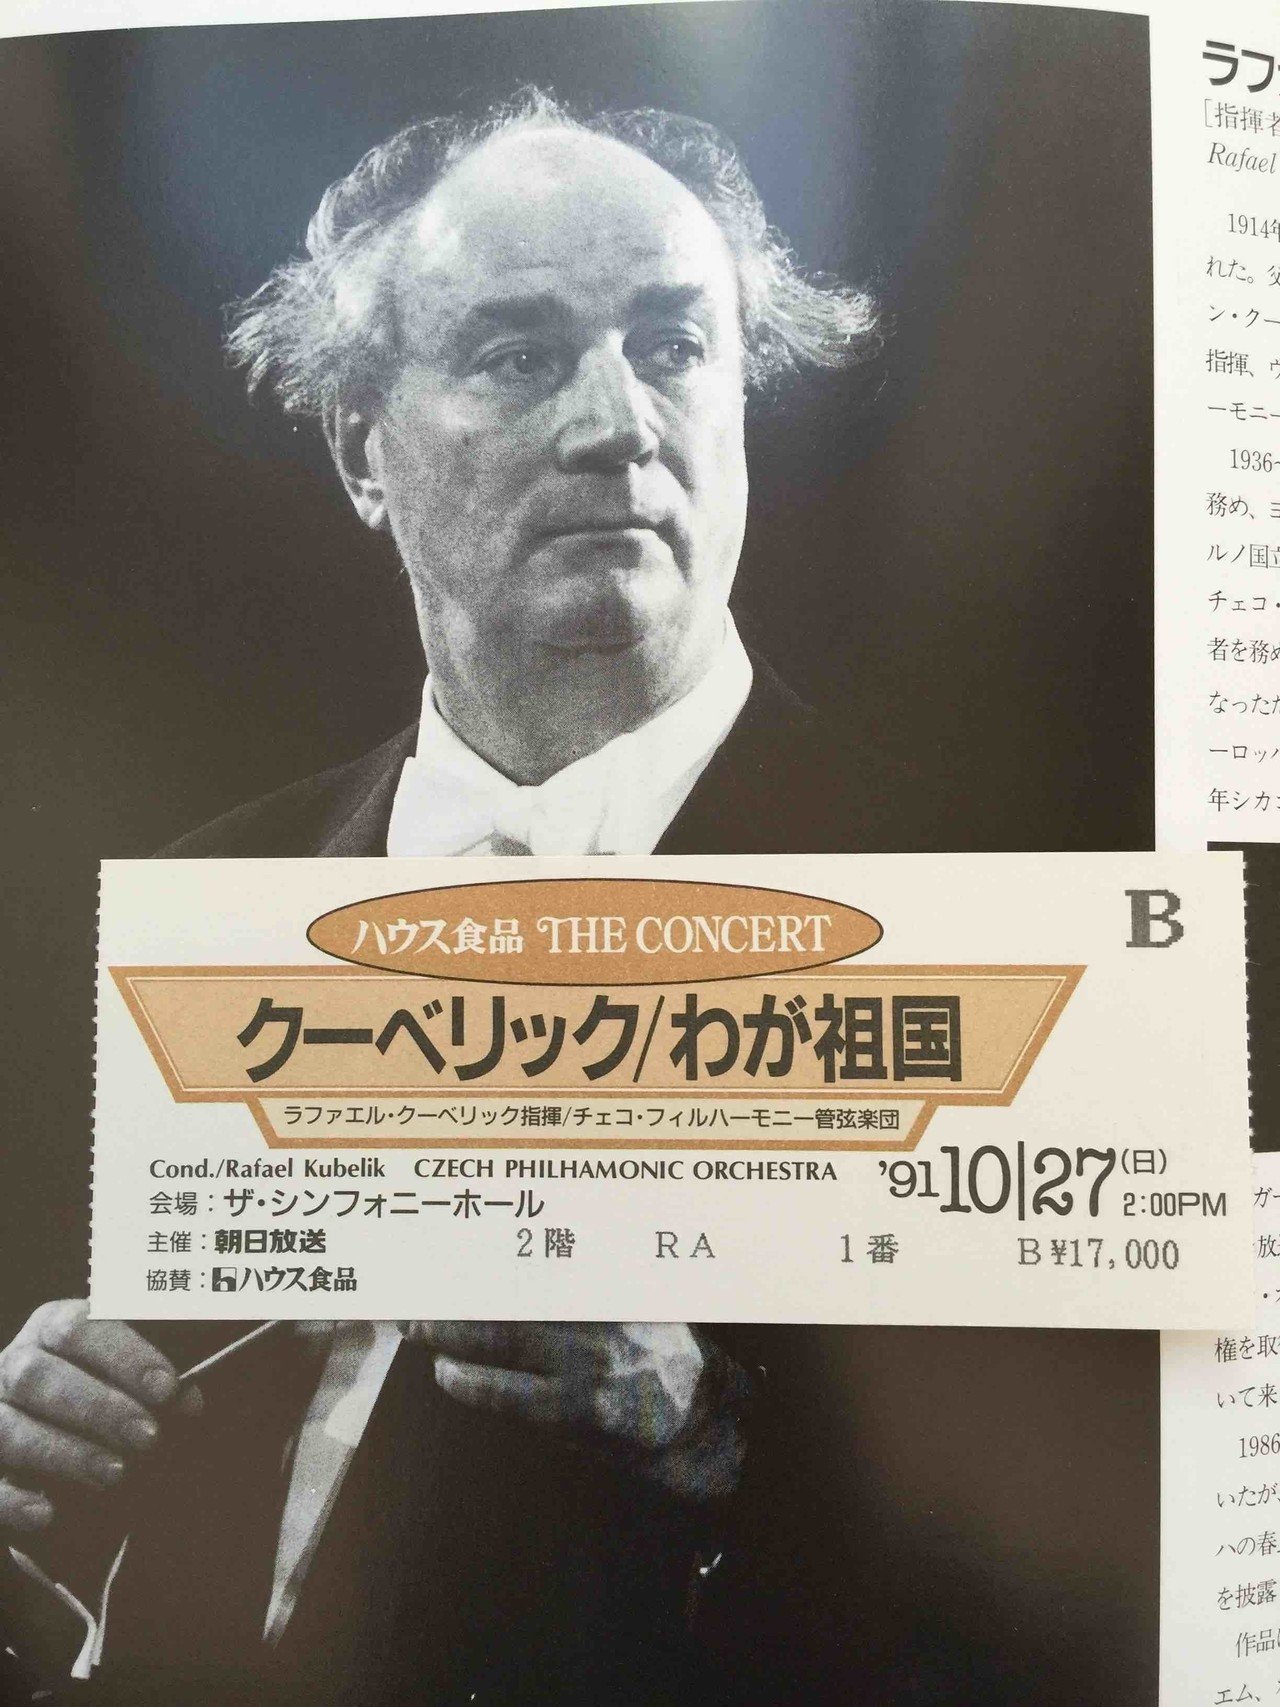 ラファ
[指揮者
Rafael
1914年
れた。父
ン・クー
指揮、ヴ
ーモニー
1936~
務め、ヨ
ルノ国立
チェコ・
者を務め
なったた
ーロッパ
年シカゴ
ハウス食品 THE CONCERT
B
クーベリック/わが祖国
ラファエル・クーベリック指揮/チェコ・フィルハーモニー管弦楽団
Cond./Rafael Kubelik CZECH PHILHAMONIC ORCHESTRA
'91 10|27(日) 2:00PM
会場:ザ・シンフォニーホール
主催:朝日放送 2階 RA 1番 B ¥17,000
協賛:ハウス食品
ガー
放送
権を取
いて来
1986
いたが、
ハの春
を披露
作品
エム、